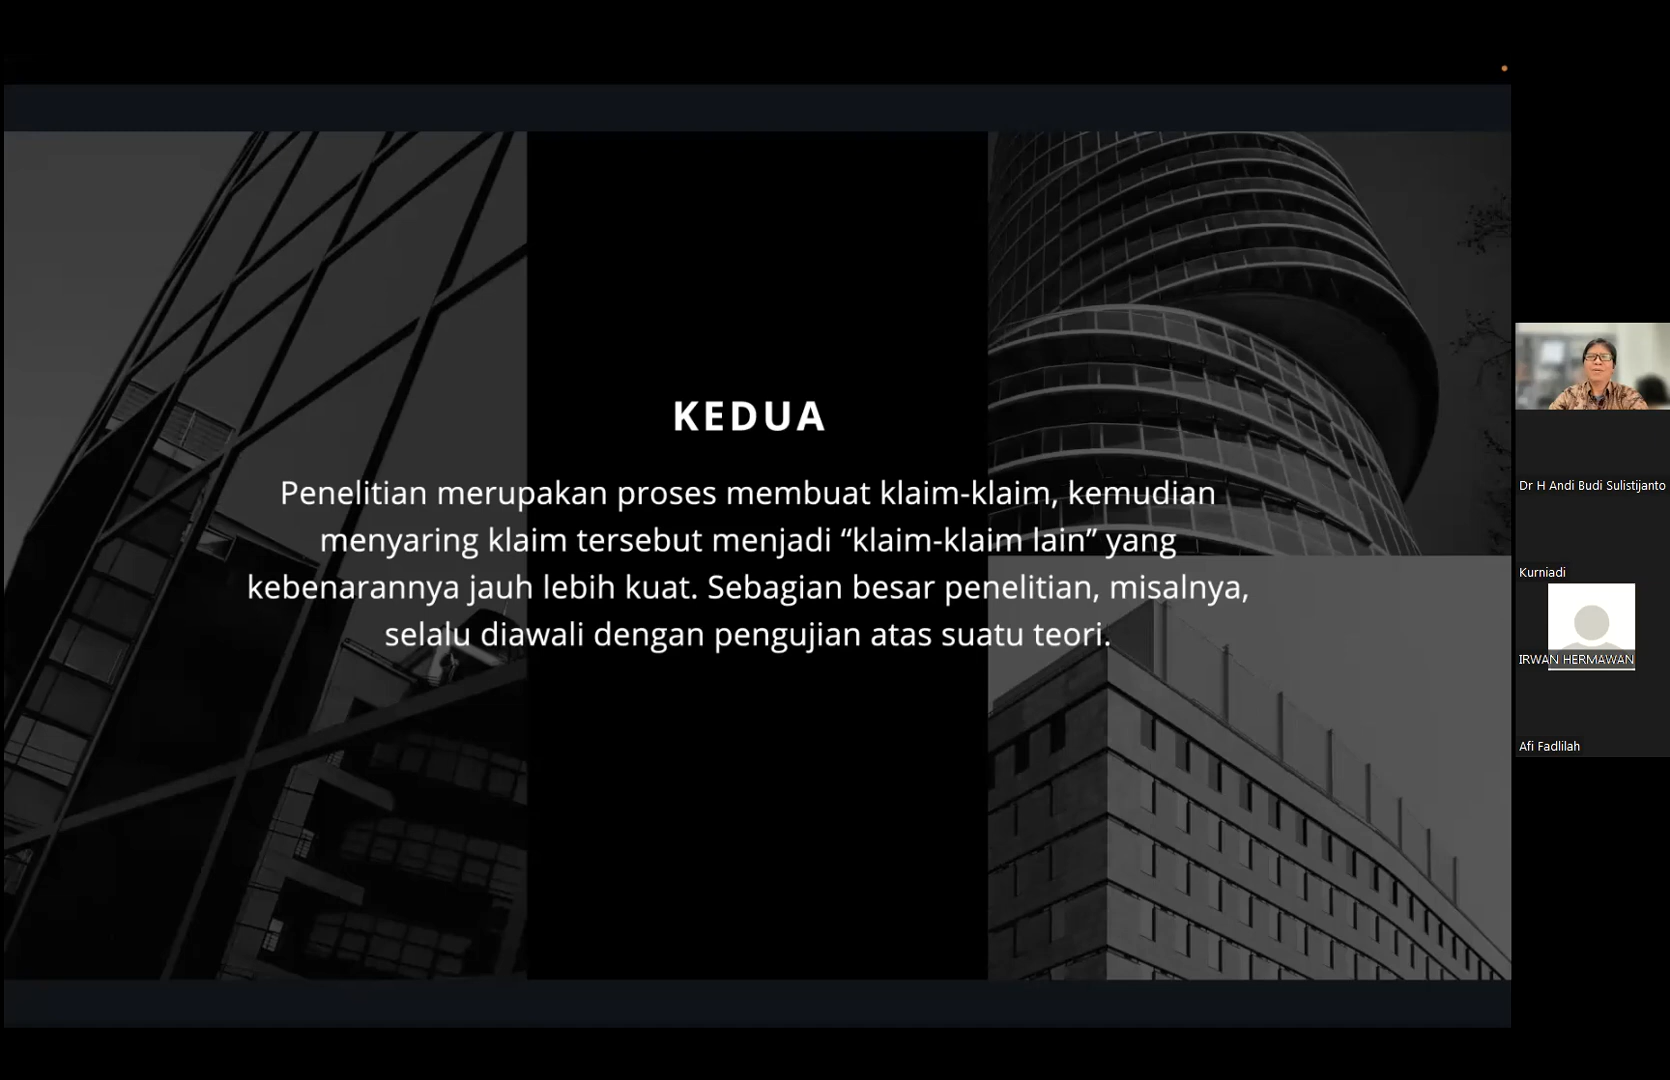 KEDUA
Penelitian merupakan proses membuat klaim-klaim, kemudian
menyaring klaim tersebut menjadi “klaim-klaim lain” yang
kebenarannya jauh lebih kuat. Sebagian besar penelitian, misalnya,
selalu diawali dengan pengujian atas suatu teori.
Dr H Andi Budi Sulistijanto
Kurniadi
IRWAN HERMAWAN
Afi Fadlilah